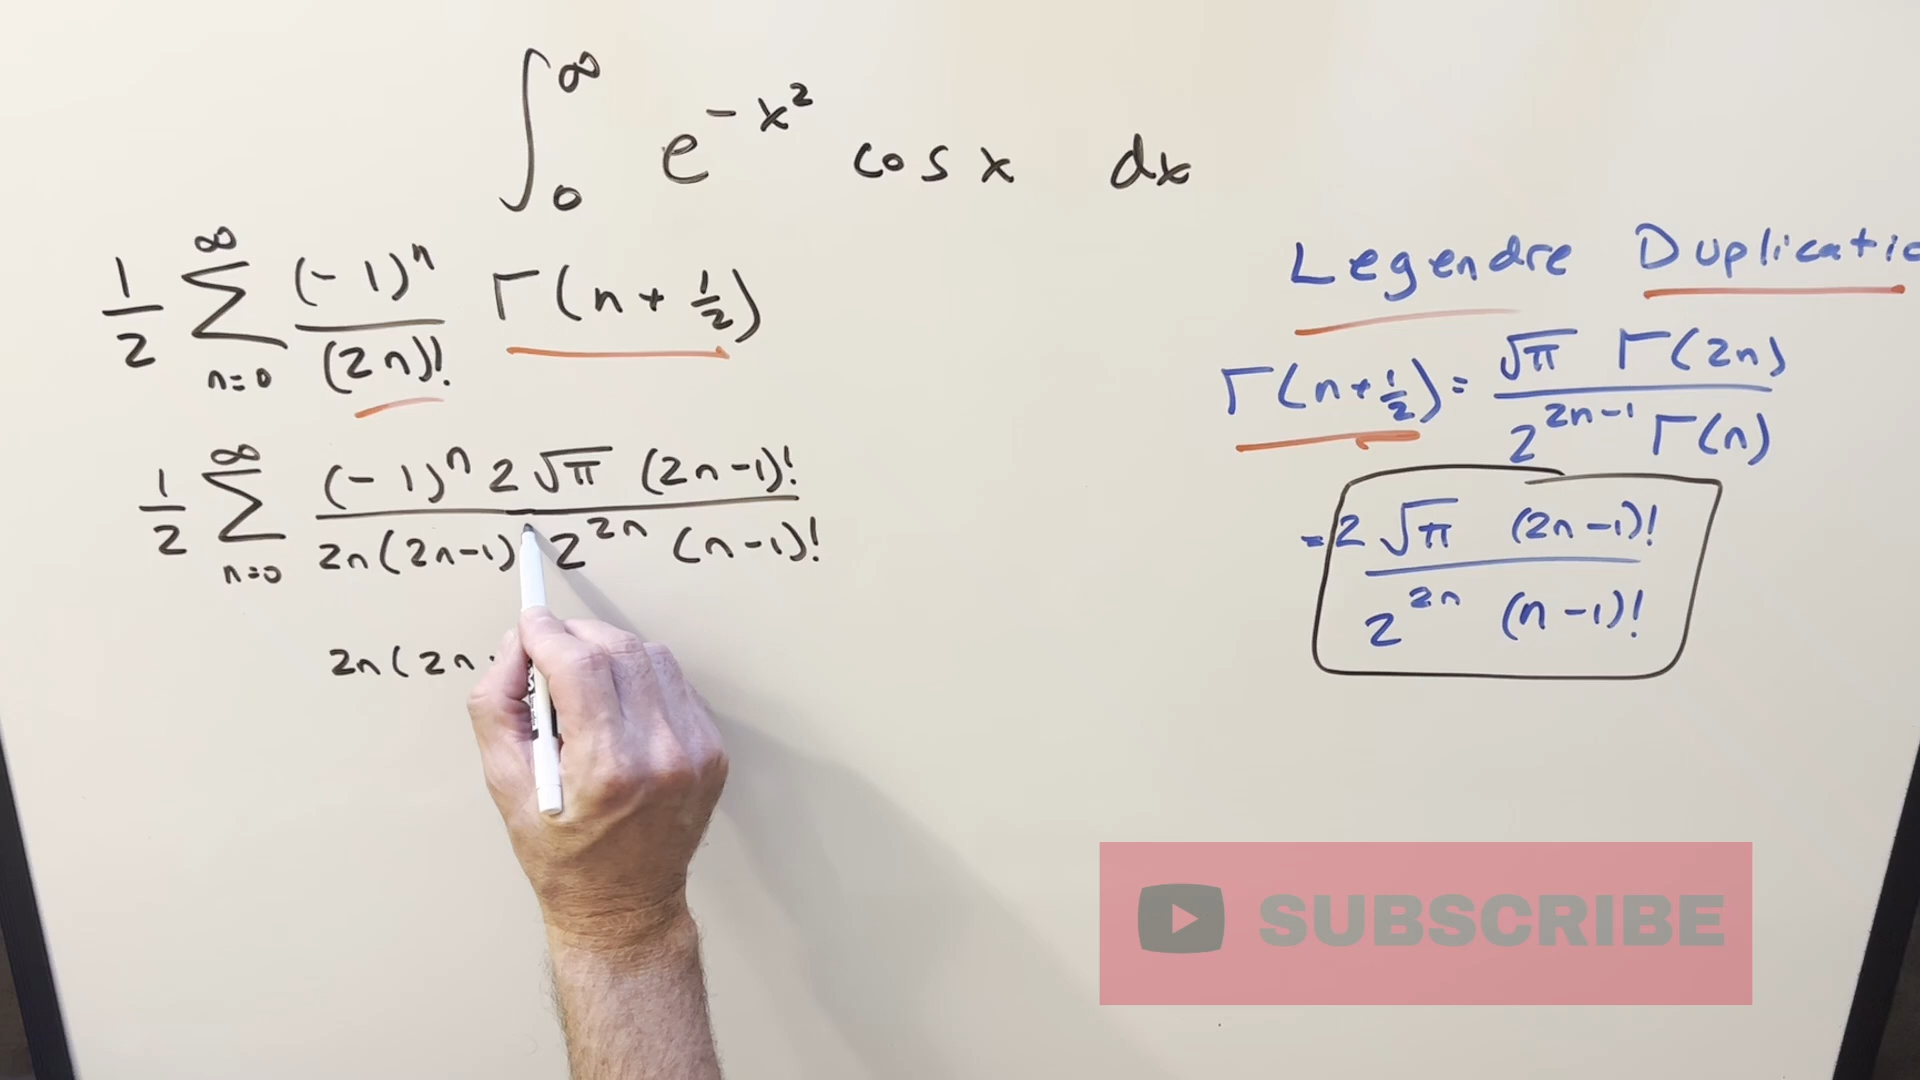 ∫₀^∞ e^{-x²} cos x dx
1/2 ∑_{n=0}^∞ (-1)ⁿ/(2n)! Γ(n + 1/2)
1/2 ∑_{n=0}^∞ (-1)ⁿ 2 √π (2n-1)! / 2n(2n-1) 2^{2n} (n-1)!
2n(2n
Legendre Duplicatio
Γ(n+1/2) = √π Γ(2n) / 2^{2n-1} Γ(n)
= 2 √π (2n-1)! / 2^{2n} (n-1)!
SUBSCRIBE